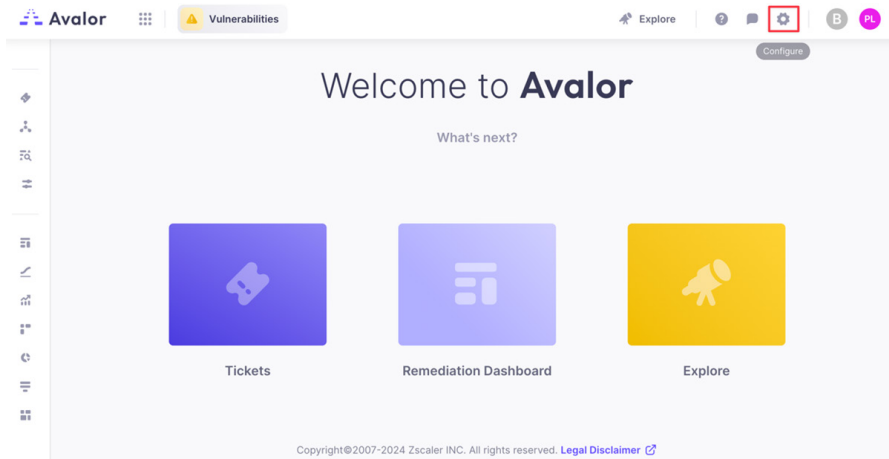 Avalor
Vulnerabilities
Explore
B
PL
Configure
Welcome to Avalor
What's next?
Tickets
Remediation Dashboard
Explore
Copyright©2007-2024 Zscaler INC. All rights reserved. Legal Disclaimer